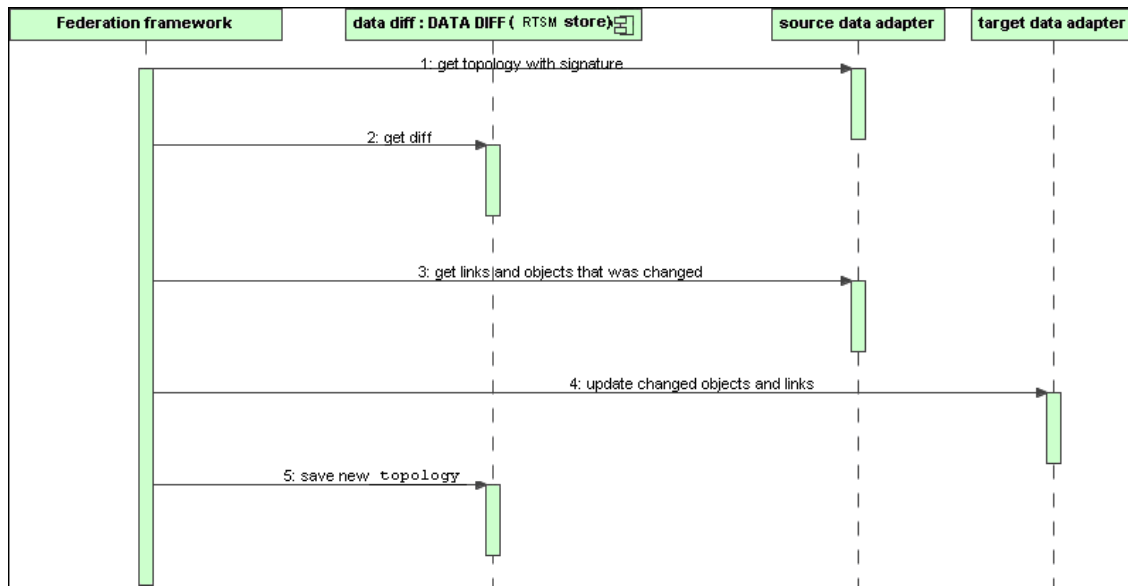 Federation framework
data diff : DATA DIFF( RTSM store)
source data adapter
target data adapter
1: get topology with signature
2: get diff
3: get links and objects that was changed
4: update changed objects and links
5: save new topology